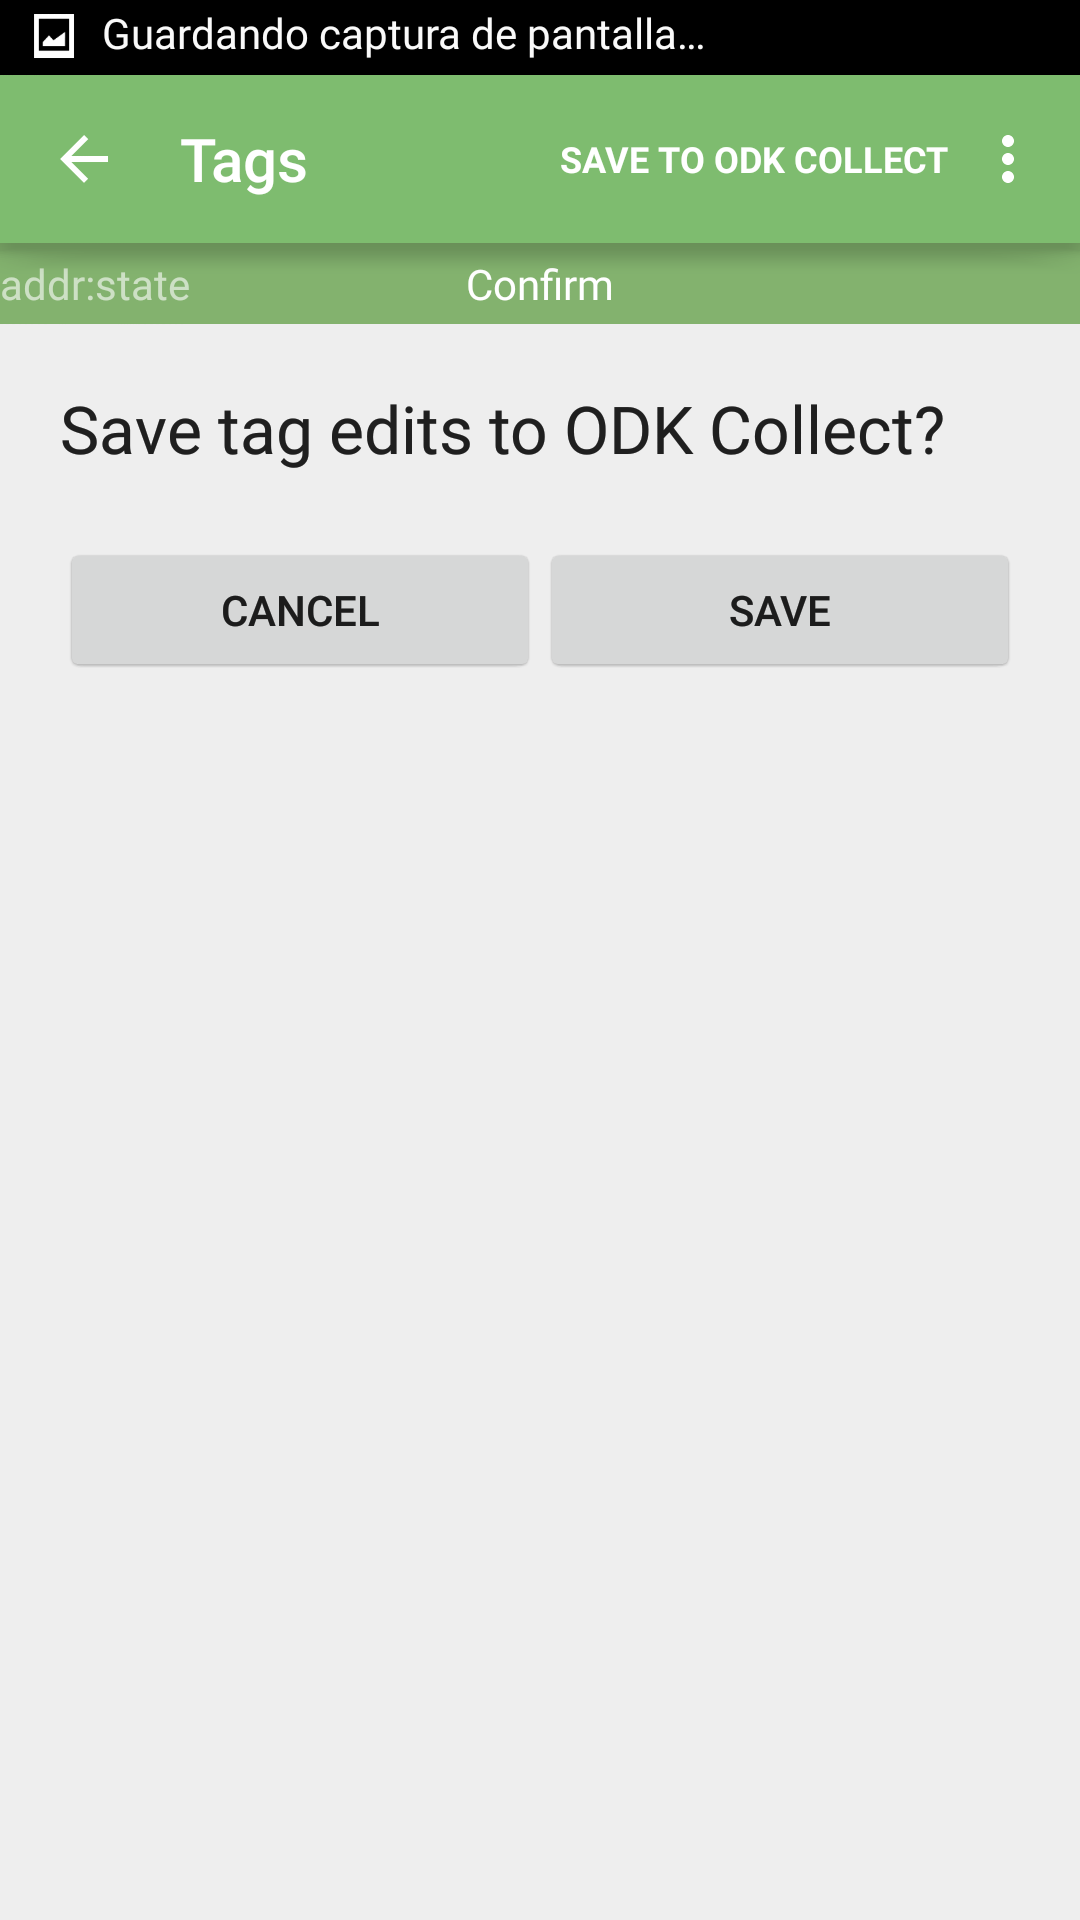 Guardando captura de pantalla...
Tags
SAVE TO ODK COLLECT
addr:state
Confirm
Save tag edits to ODK Collect?
CANCEL
SAVE